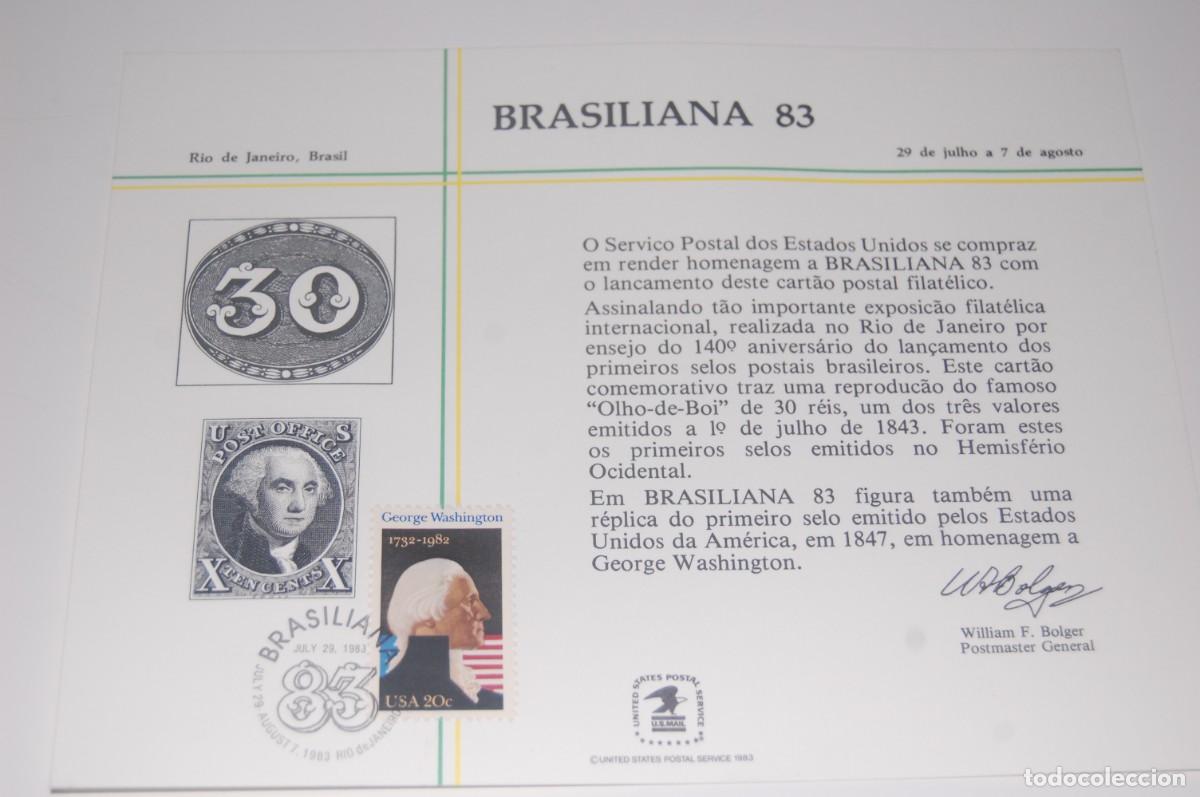 BRASILIANA 83
Rio de Janeiro, Brasil
29 de julho a 7 de agosto
30
O Servico Postal dos Estados Unidos se compraz
em render homenagem a BRASILIANA 83 com
o lancamento deste cartão postal filatélico.
Assinalando tão importante exposicão filatélica
internacional, realizada no Rio de Janeiro por
ensejo do 140º aniversário do lançamento dos
primeiros selos postais brasileiros. Este cartão
comemorativo traz uma reproducão do famoso
“Olho-de-Boi” de 30 réis, um dos três valores
emitidos a 1º de julho de 1843. Foram estes
os primeiros selos emitidos no Hemisfério
Ocidental.
Em BRASILIANA 83 figura também uma
réplica do primeiro selo emitido pelos Estados
Unidos da América, em 1847, em homenagem a
George Washington.
U S
POST OFFICE
X X
TEN CENTS
George Washington
1732-1982
USA 20c
BRASILIANA
JULY 29, 1983
83
JULY 29 AUGUST 7, 1983 RIO de JANEIRO
WF Bolger
William F. Bolger
Postmaster General
UNITED STATES POSTAL SERVICE
U.S.MAIL
©UNITED STATES POSTAL SERVICE 1983
todocoleccion